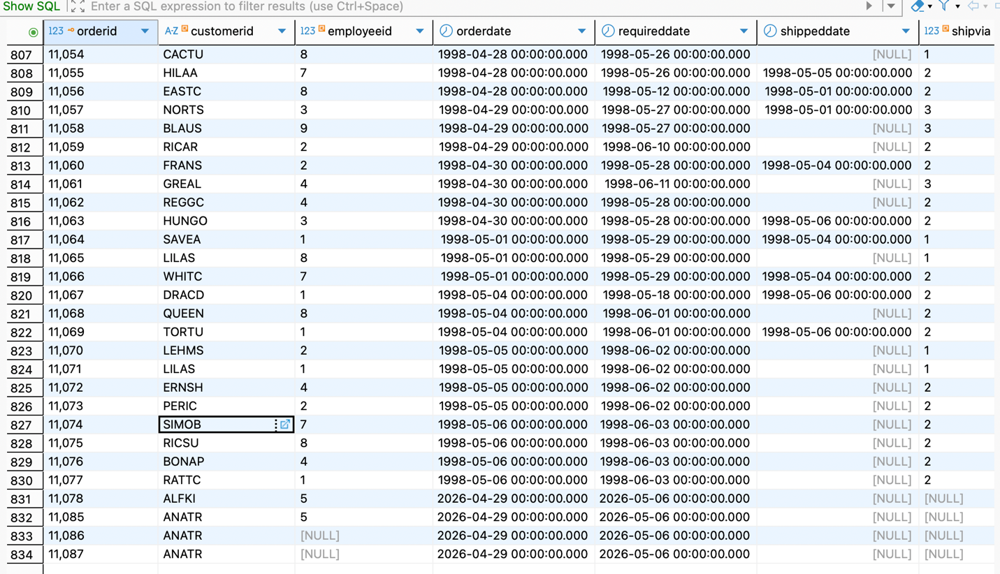 Show SQL Enter a SQL expression to filter results (use Ctrl+Space)
123 orderid A-Z customerid 123 employeeid orderdate requireddate shippeddate 123 shipvia
807 11,054 CACTU 8 1998-04-28 00:00:00.000 1998-05-26 00:00:00.000 [NULL] 1
808 11,055 HILAA 7 1998-04-28 00:00:00.000 1998-05-26 00:00:00.000 1998-05-05 00:00:00.000 2
809 11,056 EASTC 8 1998-04-28 00:00:00.000 1998-05-12 00:00:00.000 1998-05-01 00:00:00.000 2
810 11,057 NORTS 3 1998-04-29 00:00:00.000 1998-05-27 00:00:00.000 1998-05-01 00:00:00.000 3
811 11,058 BLAUS 9 1998-04-29 00:00:00.000 1998-05-27 00:00:00.000 [NULL] 3
812 11,059 RICAR 2 1998-04-29 00:00:00.000 1998-06-10 00:00:00.000 [NULL] 2
813 11,060 FRANS 2 1998-04-30 00:00:00.000 1998-05-28 00:00:00.000 1998-05-04 00:00:00.000 2
814 11,061 GREAL 4 1998-04-30 00:00:00.000 1998-06-11 00:00:00.000 [NULL] 3
815 11,062 REGGC 4 1998-04-30 00:00:00.000 1998-05-28 00:00:00.000 [NULL] 2
816 11,063 HUNGO 3 1998-04-30 00:00:00.000 1998-05-28 00:00:00.000 1998-05-06 00:00:00.000 2
817 11,064 SAVEA 1 1998-05-01 00:00:00.000 1998-05-29 00:00:00.000 1998-05-04 00:00:00.000 1
818 11,065 LILAS 8 1998-05-01 00:00:00.000 1998-05-29 00:00:00.000 [NULL] 1
819 11,066 WHITC 7 1998-05-01 00:00:00.000 1998-05-29 00:00:00.000 1998-05-04 00:00:00.000 2
820 11,067 DRACD 1 1998-05-04 00:00:00.000 1998-05-18 00:00:00.000 1998-05-06 00:00:00.000 2
821 11,068 QUEEN 8 1998-05-04 00:00:00.000 1998-06-01 00:00:00.000 [NULL] 2
822 11,069 TORTU 1 1998-05-04 00:00:00.000 1998-06-01 00:00:00.000 1998-05-06 00:00:00.000 2
823 11,070 LEHMS 2 1998-05-05 00:00:00.000 1998-06-02 00:00:00.000 [NULL] 1
824 11,071 LILAS 1 1998-05-05 00:00:00.000 1998-06-02 00:00:00.000 [NULL] 1
825 11,072 ERNSH 4 1998-05-05 00:00:00.000 1998-06-02 00:00:00.000 [NULL] 2
826 11,073 PERIC 2 1998-05-05 00:00:00.000 1998-06-02 00:00:00.000 [NULL] 2
827 11,074 SIMOB 7 1998-05-06 00:00:00.000 1998-06-03 00:00:00.000 [NULL] 2
828 11,075 RICSU 8 1998-05-06 00:00:00.000 1998-06-03 00:00:00.000 [NULL] 2
829 11,076 BONAP 4 1998-05-06 00:00:00.000 1998-06-03 00:00:00.000 [NULL] 2
830 11,077 RATTC 1 1998-05-06 00:00:00.000 1998-06-03 00:00:00.000 [NULL] 2
831 11,078 ALFKI 5 2026-04-29 00:00:00.000 2026-05-06 00:00:00.000 [NULL] [NULL]
832 11,085 ANATR 5 2026-04-29 00:00:00.000 2026-05-06 00:00:00.000 [NULL] [NULL]
833 11,086 ANATR [NULL] 2026-04-29 00:00:00.000 2026-05-06 00:00:00.000 [NULL] [NULL]
834 11,087 ANATR [NULL] 2026-04-29 00:00:00.000 2026-05-06 00:00:00.000 [NULL] [NULL]